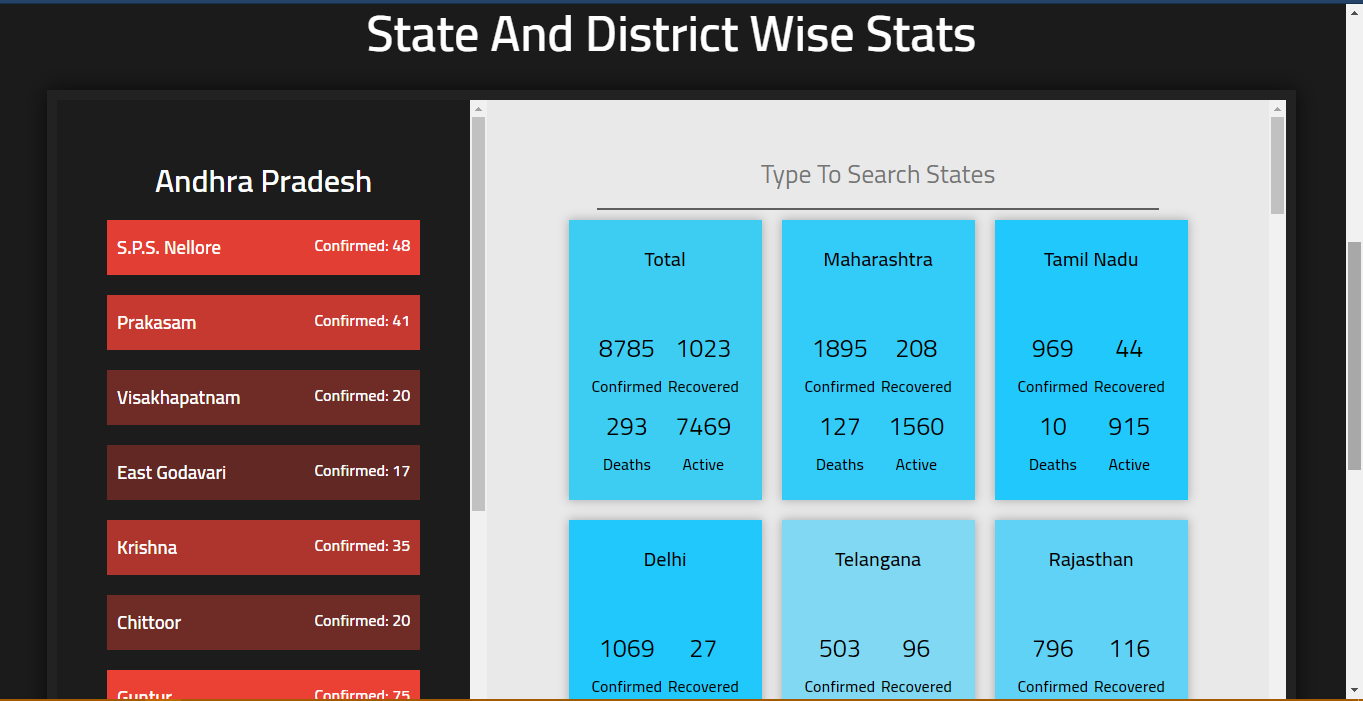 State And District Wise Stats
Andhra Pradesh
S.P.S. Nellore Confirmed: 48
Prakasam Confirmed: 41
Visakhapatnam Confirmed: 20
East Godavari Confirmed: 17
Krishna Confirmed: 35
Chittoor Confirmed: 20
Guntur Confirmed: 75
Type To Search States
Total
8785 1023
Confirmed Recovered
293 7469
Deaths Active
Maharashtra
1895 208
Confirmed Recovered
127 1560
Deaths Active
Tamil Nadu
969 44
Confirmed Recovered
10 915
Deaths Active
Delhi
1069 27
Confirmed Recovered
Telangana
503 96
Confirmed Recovered
Rajasthan
796 116
Confirmed Recovered